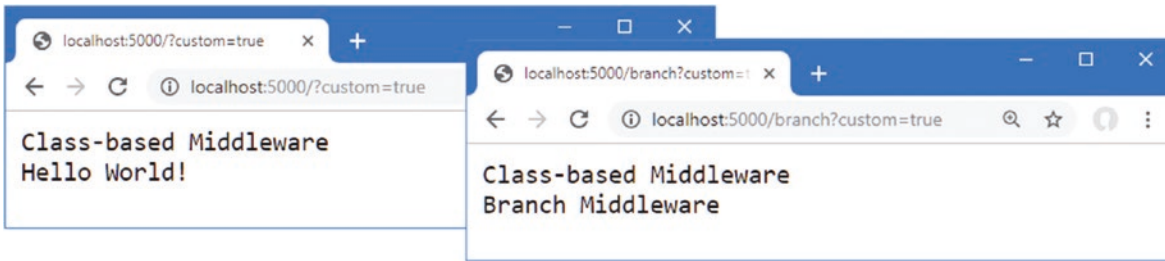 localhost:5000/?custom=true
localhost:5000/?custom=true
Class-based Middleware
Hello World!
localhost:5000/branch?custom=t
localhost:5000/branch?custom=true
Class-based Middleware
Branch Middleware